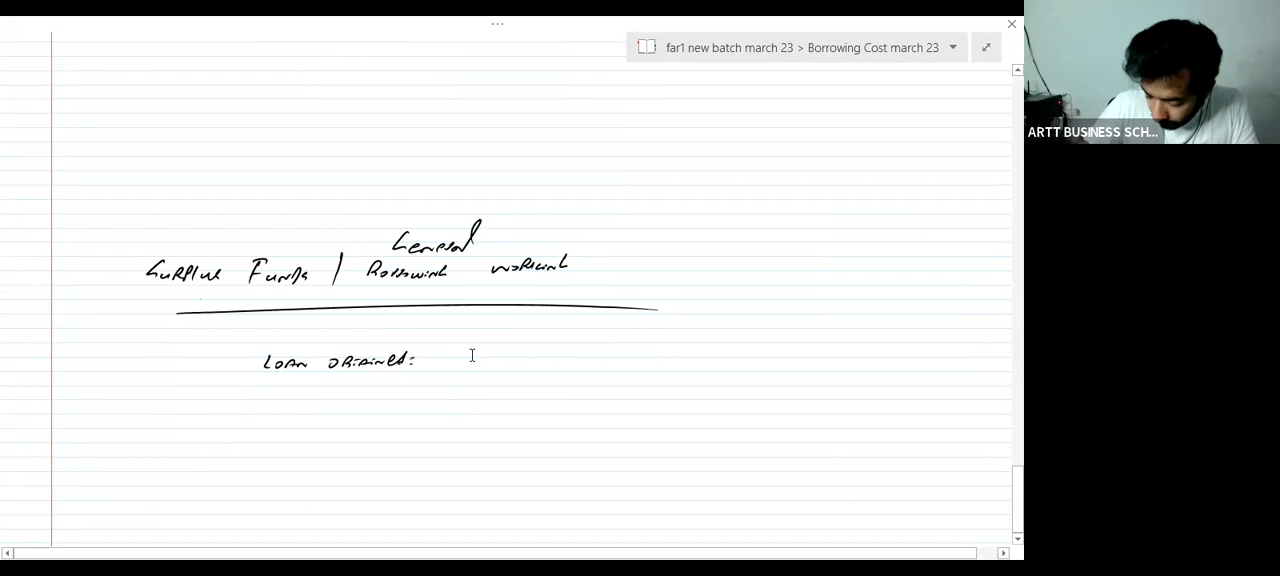 ...
far1 new batch march 23 > Borrowing Cost march 23
ARTT BUSINESS SCH...
General
Surplus Funds / Borrowing working
Loan obtained: